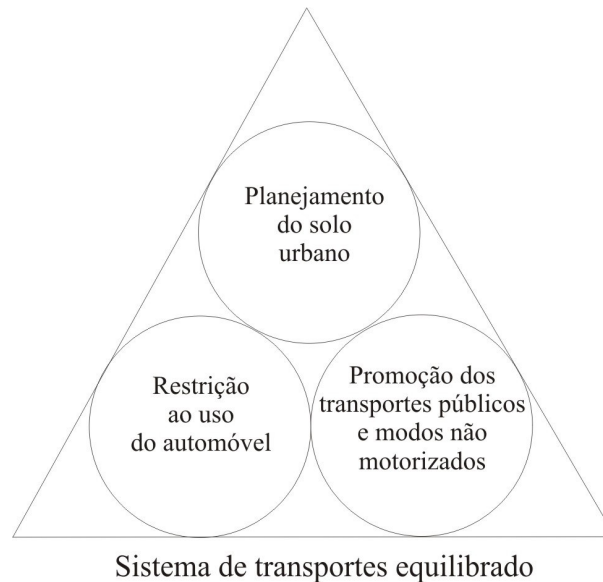 Planejamento
do solo
urbano
Restrição
ao uso
do automóvel
Promoção dos
transportes públicos
e modos não
motorizados
Sistema de transportes equilibrado